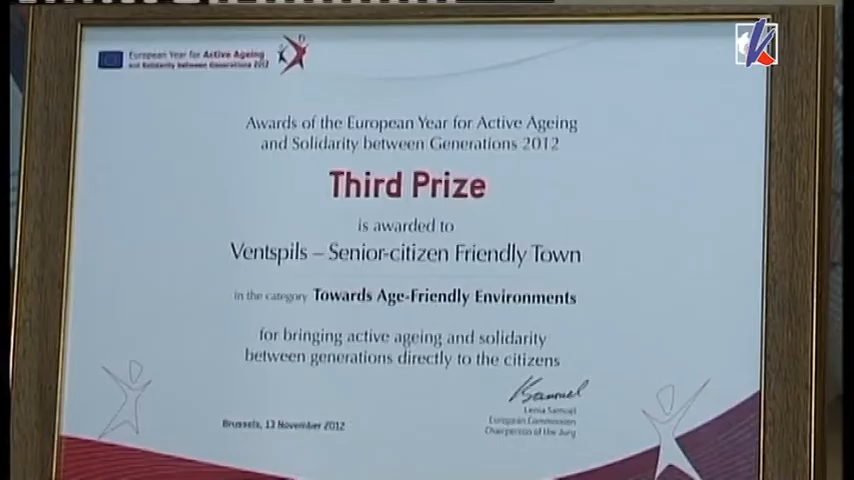 European Year for Active Ageing
and Solidarity between Generations 2012
Awards of the European Year for Active Ageing
and Solidarity between Generations 2012
Third Prize
is awarded to
Ventspils – Senior-citizen Friendly Town
in the category Towards Age-Friendly Environments
for bringing active ageing and solidarity
between generations directly to the citizens
Brussels, 13 November 2012
Lenia Samuel
European Commission
Chairperson of the Jury